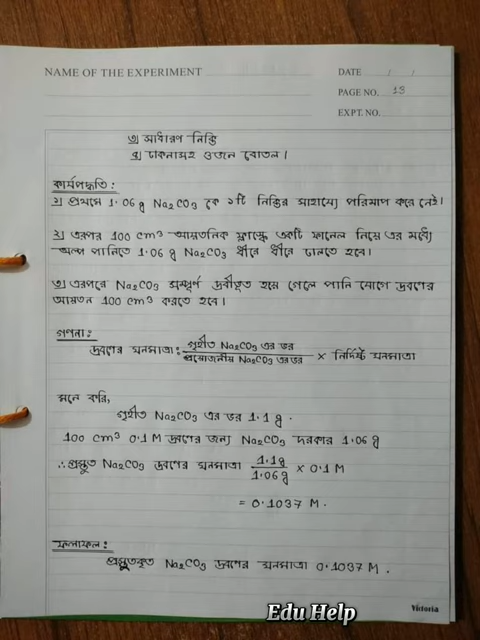 NAME OF THE EXPERIMENT
DATE / /
PAGE NO. 13
EXPT. NO.
৩) সাধারণ নিক্তি
৪) ঢাকনাসহ ওজন বোতল।
কার্যপদ্ধতি:
১) প্রথমে 1.06 g Na2CO3 কে ১টি নিক্তির সাহায্যে পরিমাপ করে নেই।
২) এরপর 100 cm3 আয়তনিক ফ্লাস্কে একটি ফানেল নিয়ে এর মধ্যে
অল্প পানিতে 1.06 g Na2CO3 ধীরে ধীরে ঢালতে হবে।
৩) এরপরে Na2CO3 সম্পূর্ণ দ্রবীভূত হয়ে গেলে পানি যোগে দ্রবণের
আয়তন 100 cm3 করতে হবে।
গণনা:
দ্রবণের ঘনমাত্রা: গৃহীত Na2CO3 এর ভর / প্রয়োজনীয় Na2CO3 এর ভর × নির্দিষ্ট ঘনমাত্রা
মনে করি,
গৃহীত Na2CO3 এর ভর 1.1 g.
100 cm3 0.1 M দ্রবণের জন্য Na2CO3 দরকার 1.06 g
∴ প্রস্তুত Na2CO3 দ্রবণের ঘনমাত্রা 1.1g / 1.06 g × 0.1 M
= 0.1037 M.
ফলাফল:
প্রস্তুতকৃত Na2CO3 দ্রবণের ঘনমাত্রা 0.1037 M.
Victoria
Edu Help